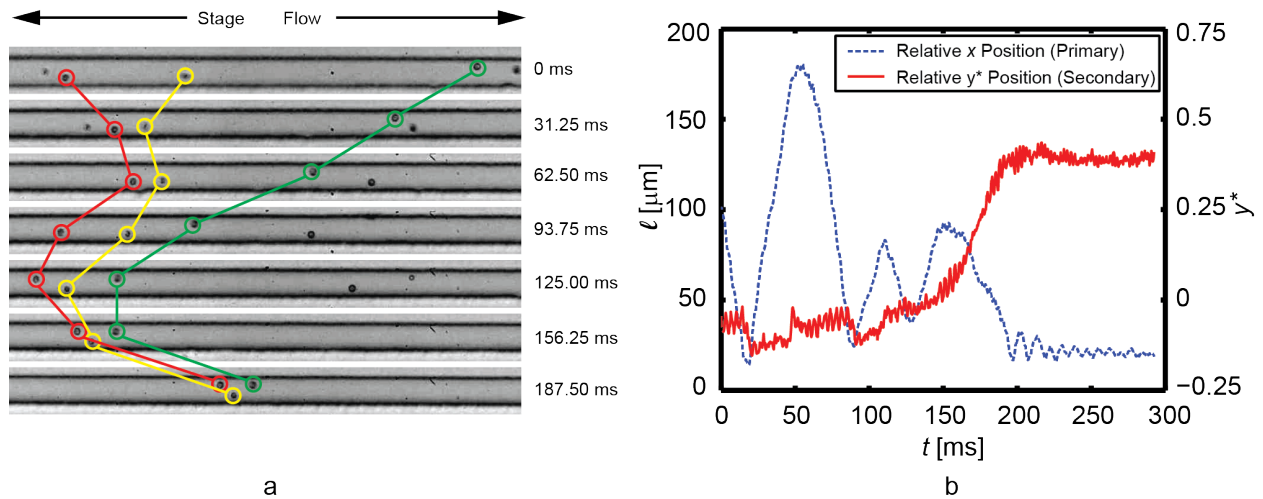 Stage Flow
0 ms
31.25 ms
62.50 ms
93.75 ms
125.00 ms
156.25 ms
187.50 ms
a
Relative x Position (Primary)
Relative y* Position (Secondary)
200
150
100
50
0
ℓ [μm]
0.75
0.5
0.25
0
−0.25
y*
0 50 100 150 200 250 300
t [ms]
b